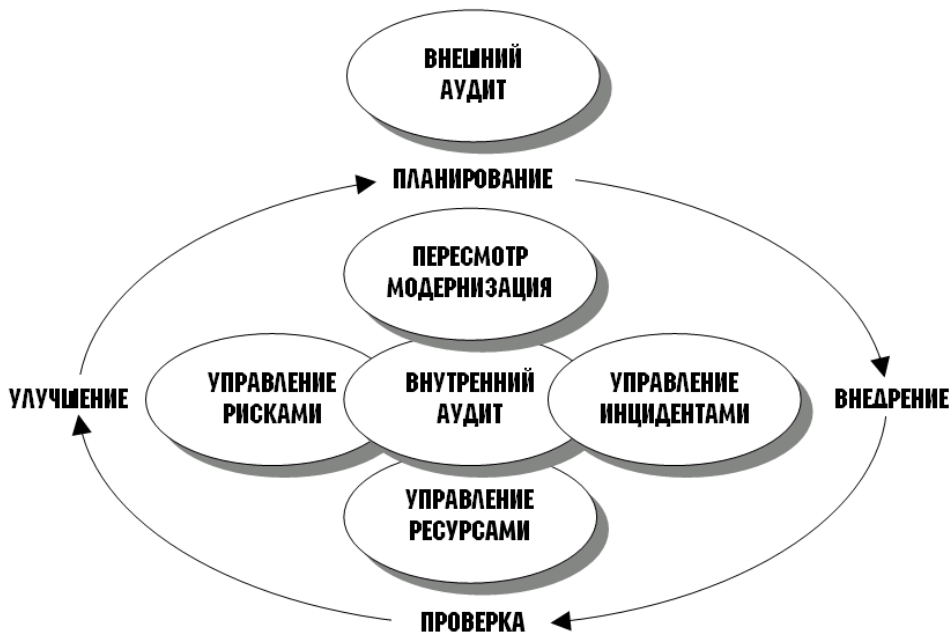 ВНЕШНИЙ
АУДИТ
ПЛАНИРОВАНИЕ
ПЕРЕСМОТР
МОДЕРНИЗАЦИЯ
УЛУЧШЕНИЕ
УПРАВЛЕНИЕ
РИСКАМИ
ВНУТРЕННИЙ
АУДИТ
УПРАВЛЕНИЕ
ИНЦИДЕНТАМИ
ВНЕДРЕНИЕ
УПРАВЛЕНИЕ
РЕСУРСАМИ
ПРОВЕРКА